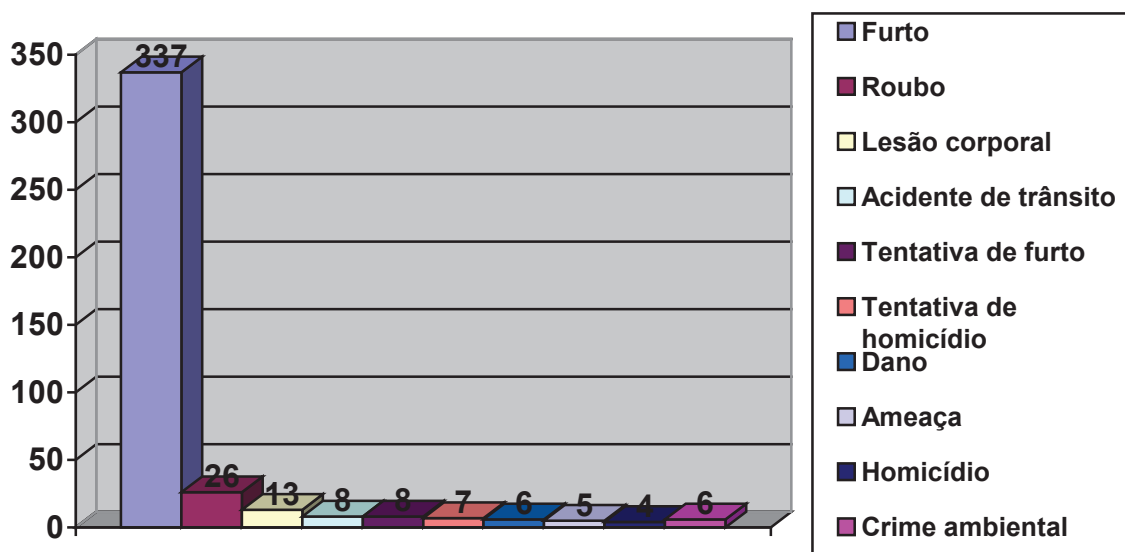 350
300
250
200
150
100
50
0
337
26
13
8
8
7
6
5
4
6
Furto
Roubo
Lesão corporal
Acidente de trânsito
Tentativa de furto
Tentativa de
homicídio
Dano
Ameaça
Homicídio
Crime ambiental